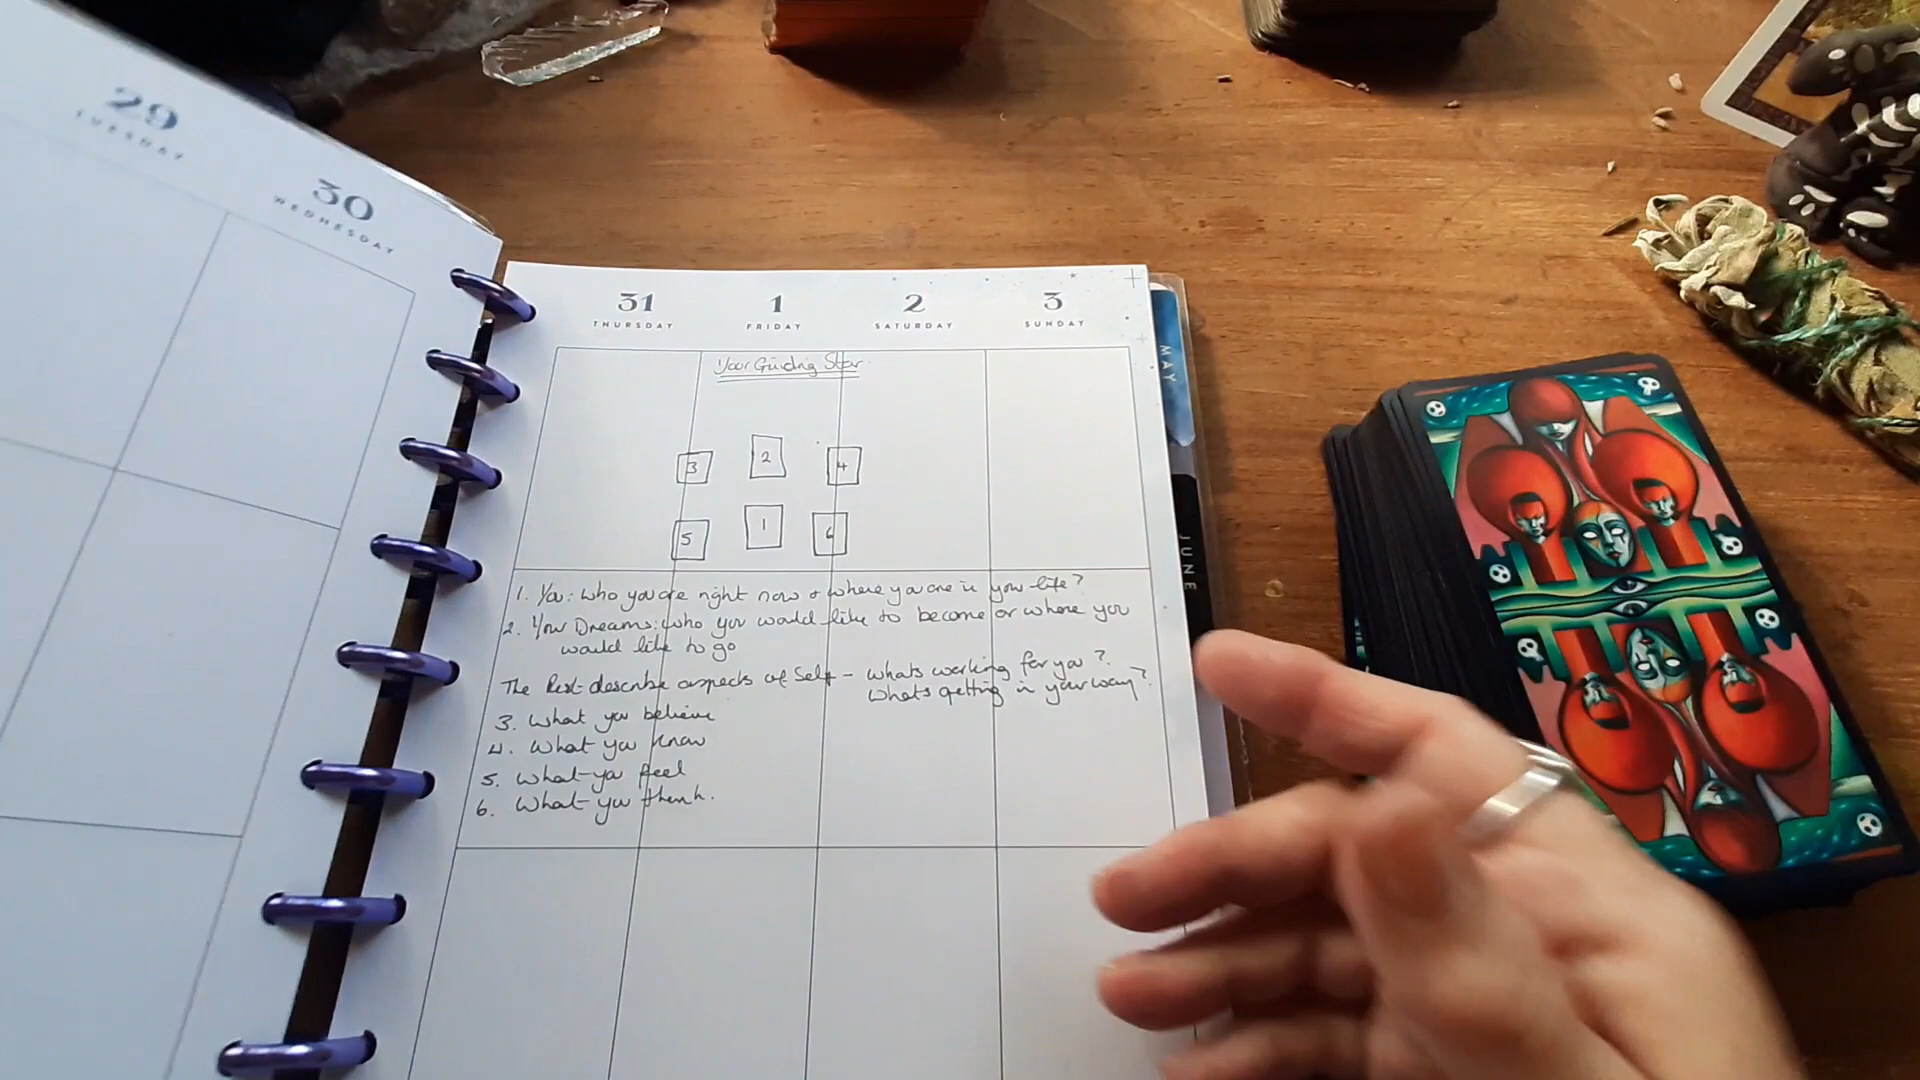 29
TUESDAY
30
WEDNESDAY
31 1 2 3
THURSDAY FRIDAY SATURDAY SUNDAY
Your Guiding Star
3 2 4
5 1 6
1. You: who you are right now & where you are in your life?
2. Your Dreams: who you would like to become or where you
would like to go
The Rest describe aspects of Self - whats working for you?
whats getting in your way?
3. What you believe
4. What you know
5. What you feel
6. What you think.
MAY
JUNE